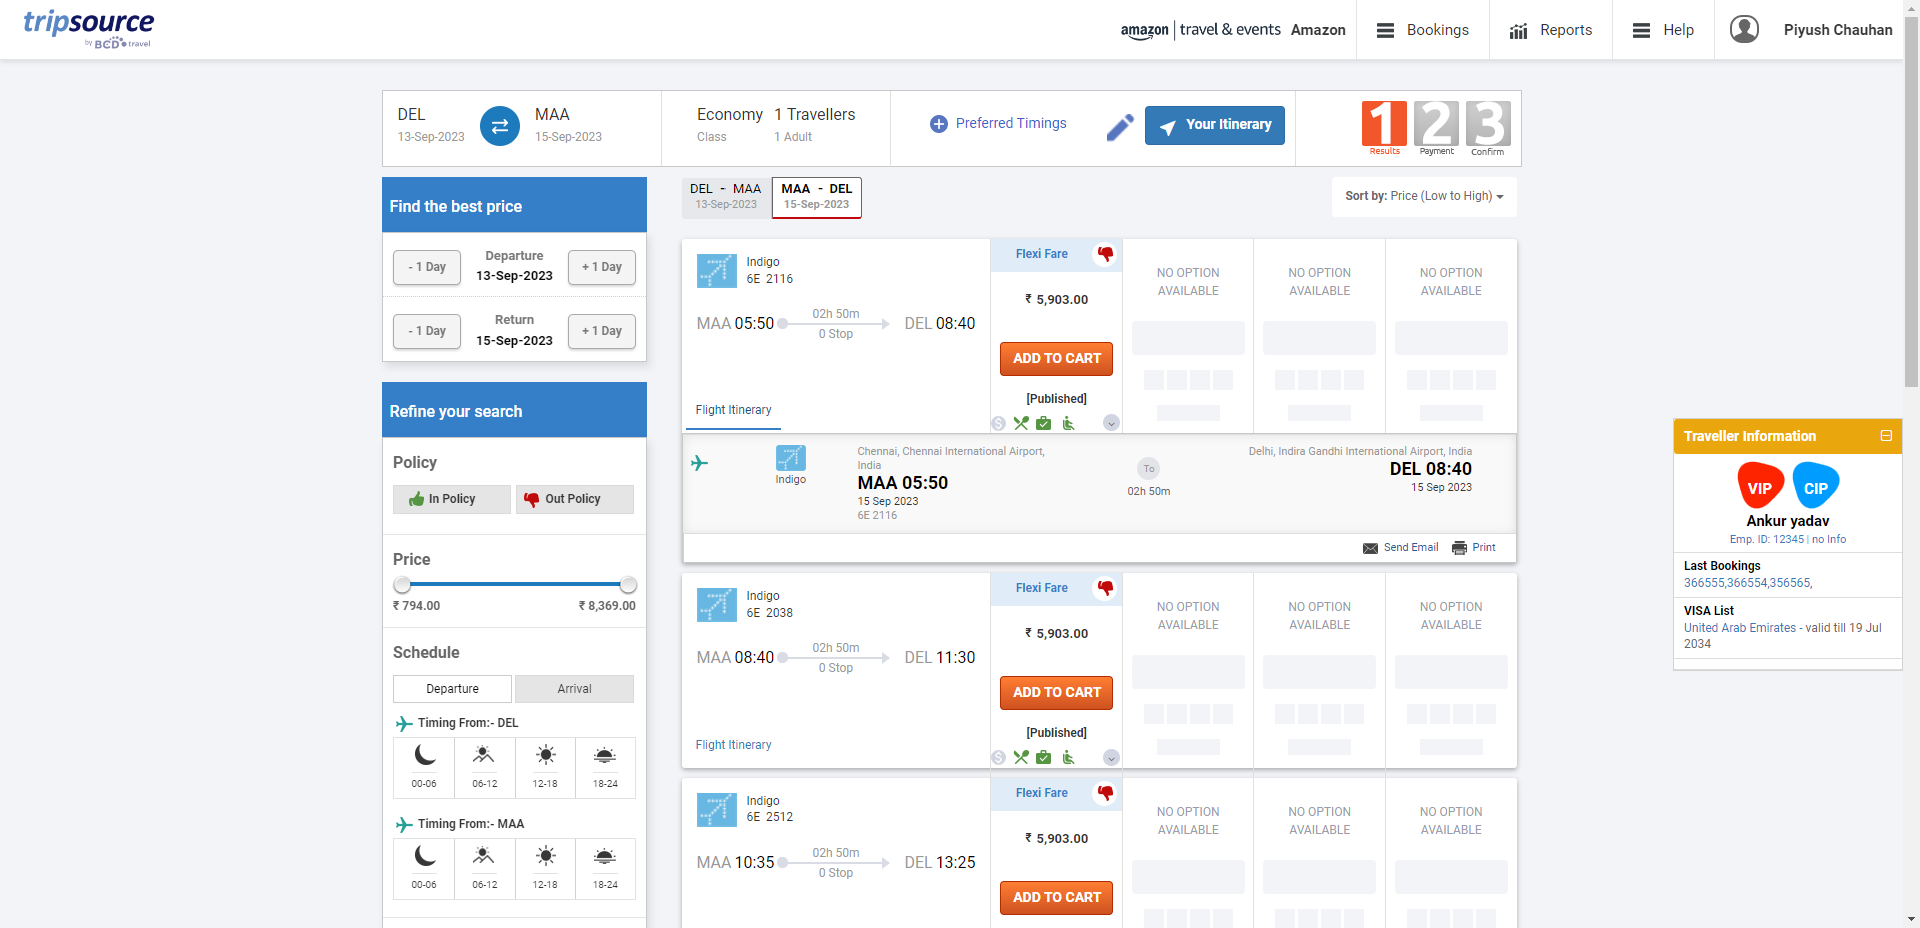 tripsource
by BCD travel
amazon | travel & events Amazon
Bookings
Reports
Help
Piyush Chauhan
DEL
13-Sep-2023
MAA
15-Sep-2023
Economy
Class
1 Travellers
1 Adult
Preferred Timings
Your Itinerary
1 2 3
Results Payment Confirm
Find the best price
- 1 Day
Departure
13-Sep-2023
+ 1 Day
- 1 Day
Return
15-Sep-2023
+ 1 Day
Refine your search
Policy
In Policy
Out Policy
Price
₹ 794.00
₹ 8,369.00
Schedule
Departure
Arrival
Timing From:- DEL
00-06 06-12 12-18 18-24
Timing From:- MAA
00-06 06-12 12-18 18-24
DEL - MAA
13-Sep-2023
MAA - DEL
15-Sep-2023
Sort by: Price (Low to High)
Indigo
6E 2116
MAA 05:50
02h 50m
0 Stop
DEL 08:40
Flight Itinerary
Flexi Fare
₹ 5,903.00
ADD TO CART
[Published]
NO OPTION
AVAILABLE
NO OPTION
AVAILABLE
NO OPTION
AVAILABLE
Indigo
Chennai, Chennai International Airport,
India
MAA 05:50
15 Sep 2023
6E 2116
To
02h 50m
Delhi, Indira Gandhi International Airport, India
DEL 08:40
15 Sep 2023
Send Email
Print
Indigo
6E 2038
MAA 08:40
02h 50m
0 Stop
DEL 11:30
Flight Itinerary
Flexi Fare
₹ 5,903.00
ADD TO CART
[Published]
NO OPTION
AVAILABLE
NO OPTION
AVAILABLE
NO OPTION
AVAILABLE
Indigo
6E 2512
MAA 10:35
02h 50m
0 Stop
DEL 13:25
Flexi Fare
₹ 5,903.00
ADD TO CART
NO OPTION
AVAILABLE
NO OPTION
AVAILABLE
NO OPTION
AVAILABLE
Traveller Information
VIP
CIP
Ankur yadav
Emp. ID: 12345 | no Info
Last Bookings
366555,366554,356565,
VISA List
United Arab Emirates - valid till 19 Jul
2034